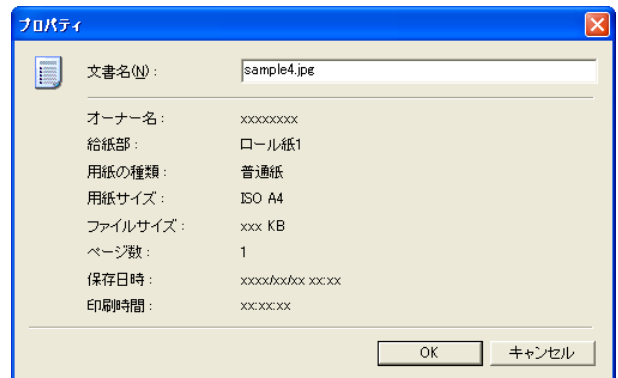 プロパティ
文書名(N)： sample4.jpg
オーナー名： xxxxxxxx
給紙部： ロール紙1
用紙の種類： 普通紙
用紙サイズ： ISO A4
ファイルサイズ： xxx KB
ページ数： 1
保存日時： xxxx/xx/xx xx:xx
印刷時間： xx:xx:xx
OK キャンセル